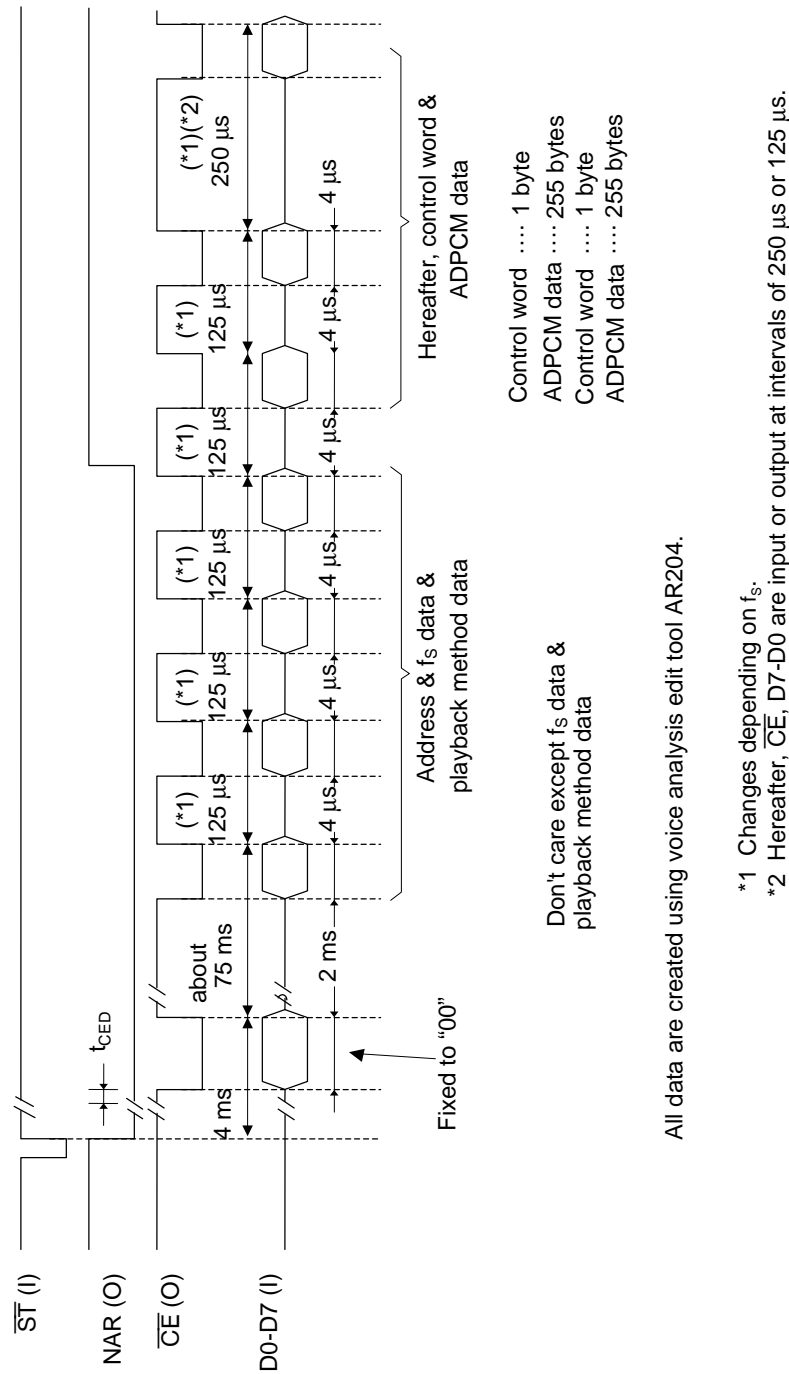 S̅T̅ (I)
NAR (O)
C̅E̅ (O)
D0-D7 (I)
tCED
4 ms
about
75 ms
(*1)
125 µs
(*1)
125 µs
(*1)
125 µs
(*1)
125 µs
(*1)
125 µs
(*1)(*2)
250 µs
2 ms
4 µs
4 µs
4 µs
4 µs
4 µs
4 µs
Fixed to “00”
Address & fS data &
playback method data
Hereafter, control word &
ADPCM data
Don't care except fS data &
playback method data
Control word ···· 1 byte
ADPCM data ···· 255 bytes
Control word ···· 1 byte
ADPCM data ···· 255 bytes
All data are created using voice analysis edit tool AR204.
*1 Changes depending on fS.
*2 Hereafter, C̅E̅, D7-D0 are input or output at intervals of 250 µs or 125 µs.